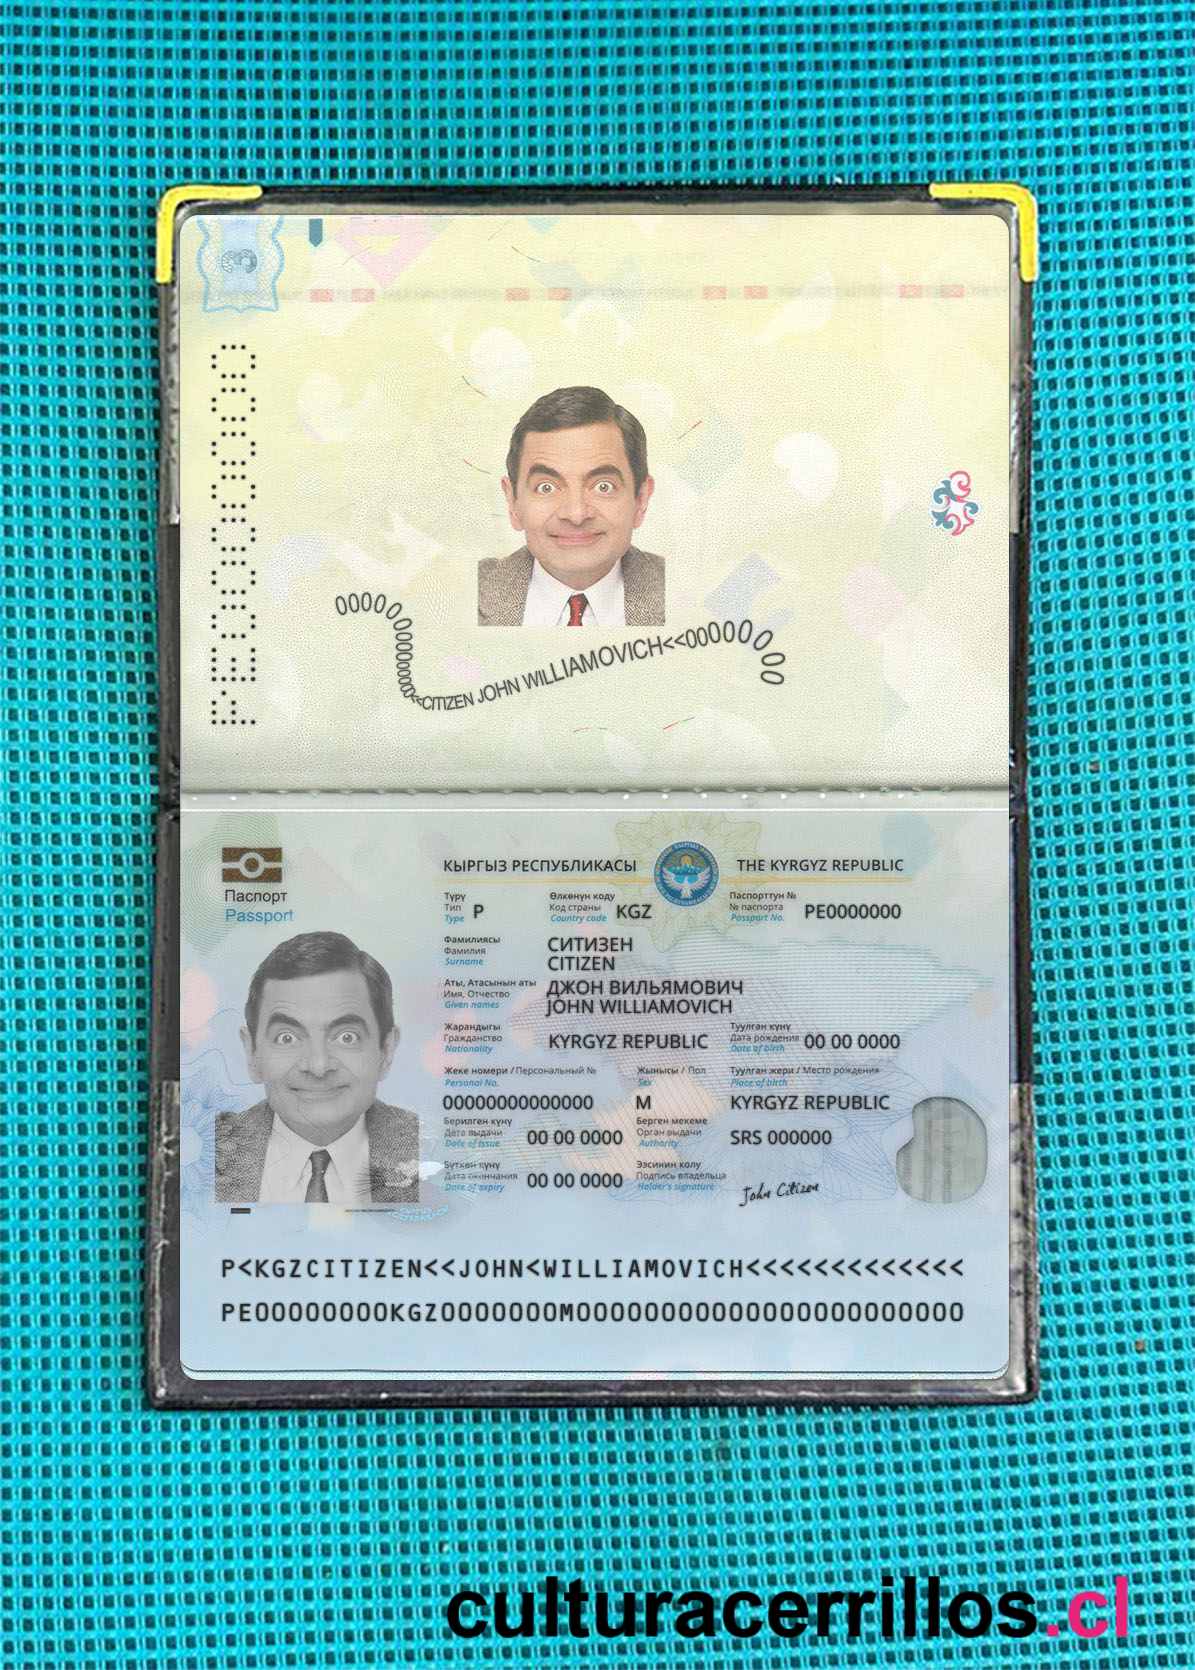 3
PE0000000
0000000000000000<<CITIZEN JOHN WILLIAMOVICH<<000000000
Паспорт
Passport
КЫРГЫЗ РЕСПУБЛИКАСЫ THE KYRGYZ REPUBLIC
Түрү Өлкөнүн коду Паспорттун №
Тип Код страны № паспорта
Type P Country code KGZ Passport No. PE0000000
Фамилиясы
Фамилия
Surname
СИТИЗЕН
CITIZEN
Аты, Атасынын аты
Имя, Отчество
Given names
ДЖОН ВИЛЬЯМОВИЧ
JOHN WILLIAMOVICH
Жарандыгы Туулган күнү
Гражданство KYRGYZ REPUBLIC Дата рождения 00 00 0000
Nationality Date of birth
Жеке номери / Персональный № Жынысы / Пол Туулган жери / Место рождения
Personal No. Sex Place of birth
00000000000000 M KYRGYZ REPUBLIC
Берилген күнү Берген мекеме
Дата выдачи 00 00 0000 Орган выдачи SRS 000000
Date of issue Authority
Бүткөн күнү Ээсинин колу
Дата окончания 00 00 0000 Подпись владельца
Date of expiry Holder's signature John Citizen
P<KGZCITIZEN<<JOHN<WILLIAMOVICH<<<<<<<<<<<<<
PE00000000KGZ0000000M00000000000000000000000
culturacerrillos.cl